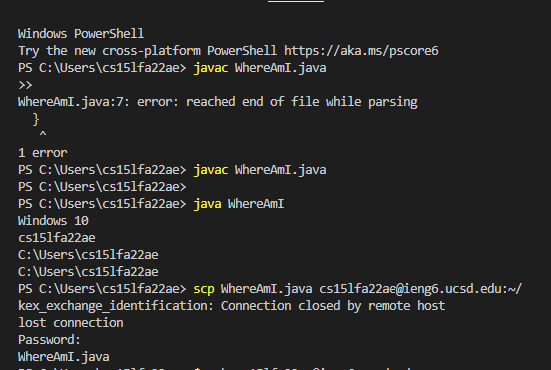 Windows PowerShell
Try the new cross-platform PowerShell https://aka.ms/pscore6
PS C:\Users\cs15lfa22ae> javac WhereAmI.java
>>
WhereAmI.java:7: error: reached end of file while parsing
}
^
1 error
PS C:\Users\cs15lfa22ae> javac WhereAmI.java
PS C:\Users\cs15lfa22ae>
PS C:\Users\cs15lfa22ae> java WhereAmI
Windows 10
cs15lfa22ae
C:\Users\cs15lfa22ae
C:\Users\cs15lfa22ae
PS C:\Users\cs15lfa22ae> scp WhereAmI.java cs15lfa22ae@ieng6.ucsd.edu:~/
kex_exchange_identification: Connection closed by remote host
lost connection
Password:
WhereAmI.java